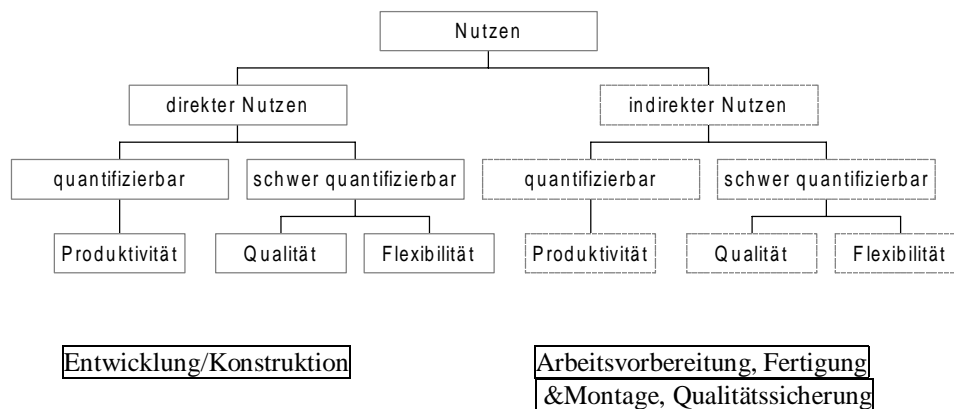 Nutzen
direkter Nutzen
indirekter Nutzen
quantifizierbar
schwer quantifizierbar
quantifizierbar
schwer quantifizierbar
Produktivität
Qualität
Flexibilität
Produktivität
Qualität
Flexibilität
Entwicklung/Konstruktion
Arbeitsvorbereitung, Fertigung
&Montage, Qualitätssicherung